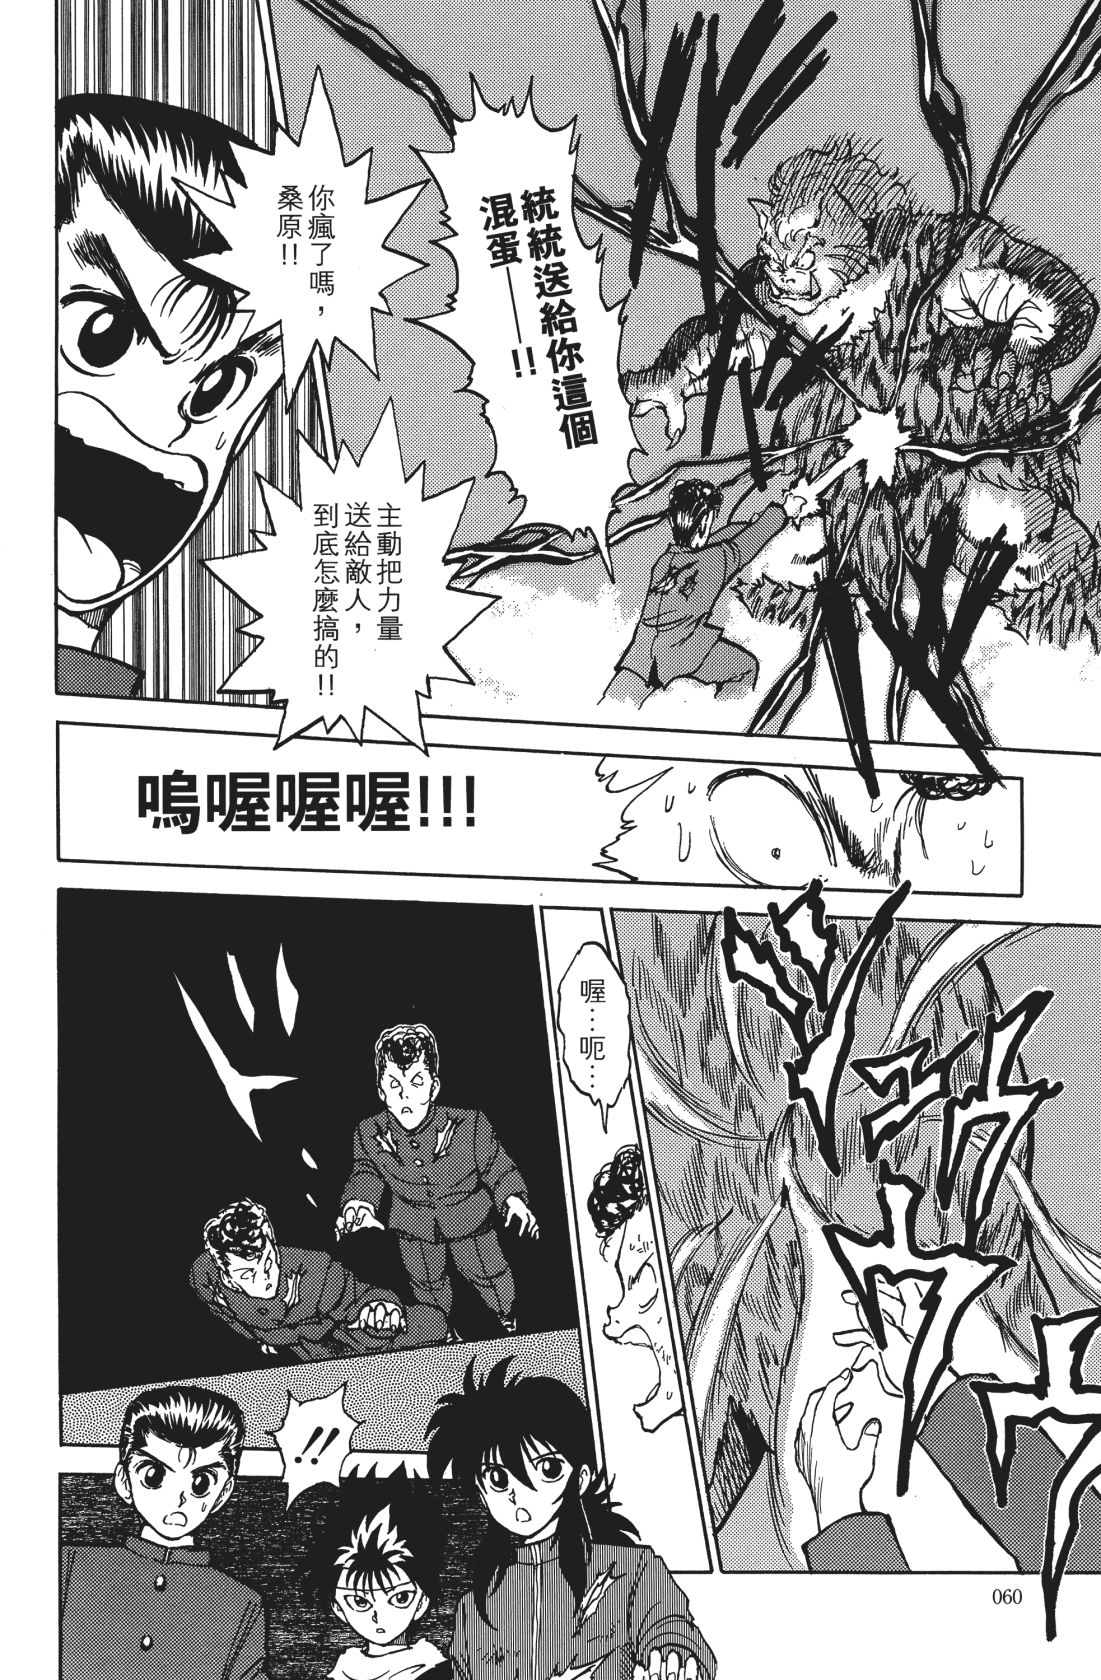 統統送給你這個
混蛋——!!
你瘋了嗎，
桑原!!
主動把力量
送給敵人，
到底怎麼搞的!!
嗚喔喔喔!!!
喔…呃…
!!
060